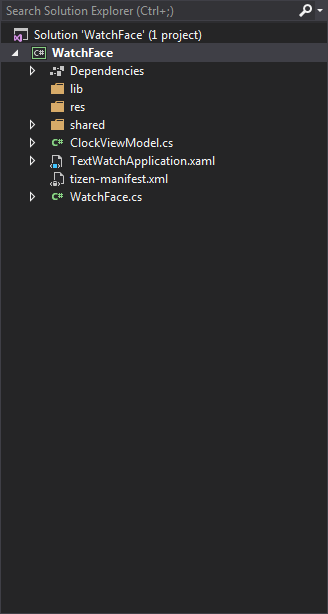 Search Solution Explorer (Ctrl+;)
Solution 'WatchFace' (1 project)
C# WatchFace
Dependencies
lib
res
shared
C# ClockViewModel.cs
TextWatchApplication.xaml
tizen-manifest.xml
C# WatchFace.cs